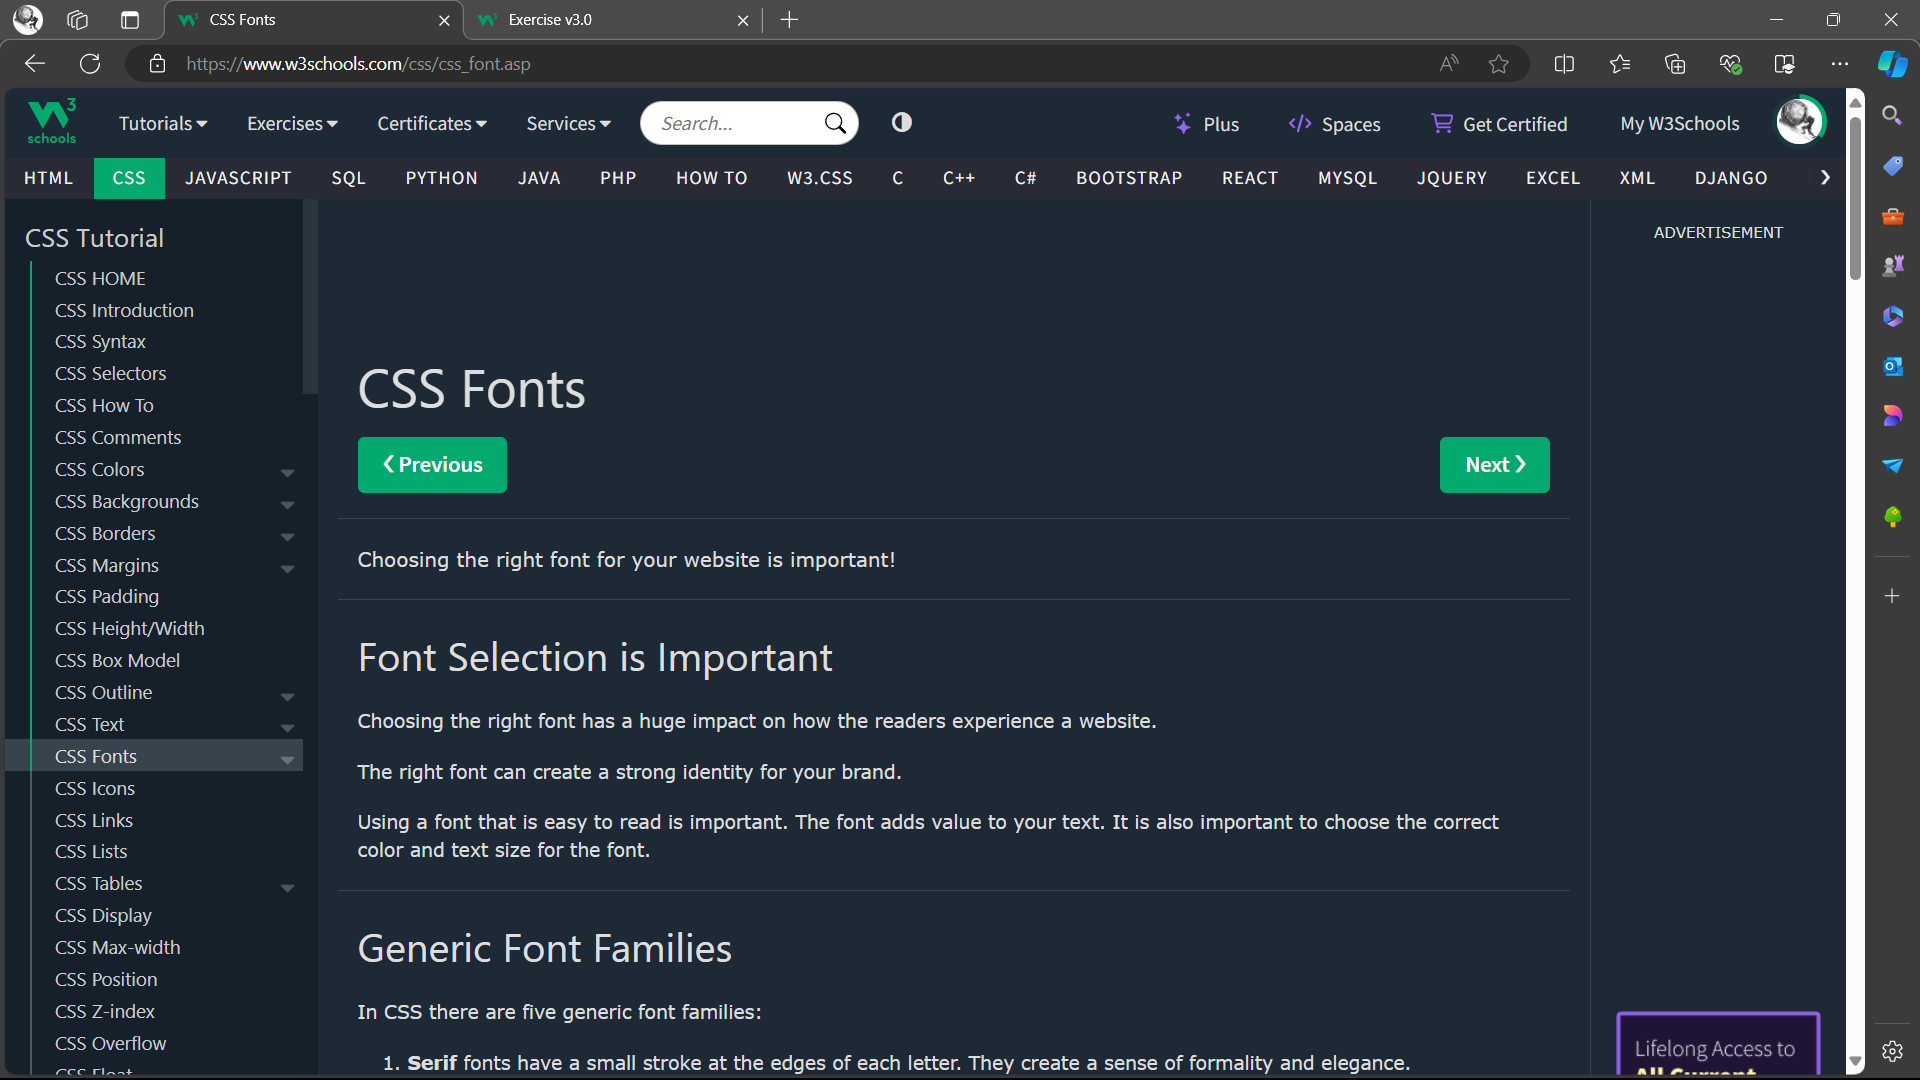 CSS Fonts
Exercise v3.0
https://www.w3schools.com/css/css_font.asp
3
schools
Tutorials
Exercises
Certificates
Services
Search...
Plus
Spaces
Get Certified
My W3Schools
HTML
CSS
JAVASCRIPT
SQL
PYTHON
JAVA
PHP
HOW TO
W3.CSS
C
C++
C#
BOOTSTRAP
REACT
MYSQL
JQUERY
EXCEL
XML
DJANGO
CSS Tutorial
CSS HOME
CSS Introduction
CSS Syntax
CSS Selectors
CSS How To
CSS Comments
CSS Colors
CSS Backgrounds
CSS Borders
CSS Margins
CSS Padding
CSS Height/Width
CSS Box Model
CSS Outline
CSS Text
CSS Fonts
CSS Icons
CSS Links
CSS Lists
CSS Tables
CSS Display
CSS Max-width
CSS Position
CSS Z-index
CSS Overflow
CSS Float
CSS Fonts
❮ Previous
Next ❯
Choosing the right font for your website is important!
Font Selection is Important
Choosing the right font has a huge impact on how the readers experience a website.
The right font can create a strong identity for your brand.
Using a font that is easy to read is important. The font adds value to your text. It is also important to choose the correct
color and text size for the font.
Generic Font Families
In CSS there are five generic font families:
1. Serif fonts have a small stroke at the edges of each letter. They create a sense of formality and elegance.
ADVERTISEMENT
Lifelong Access to
All Current